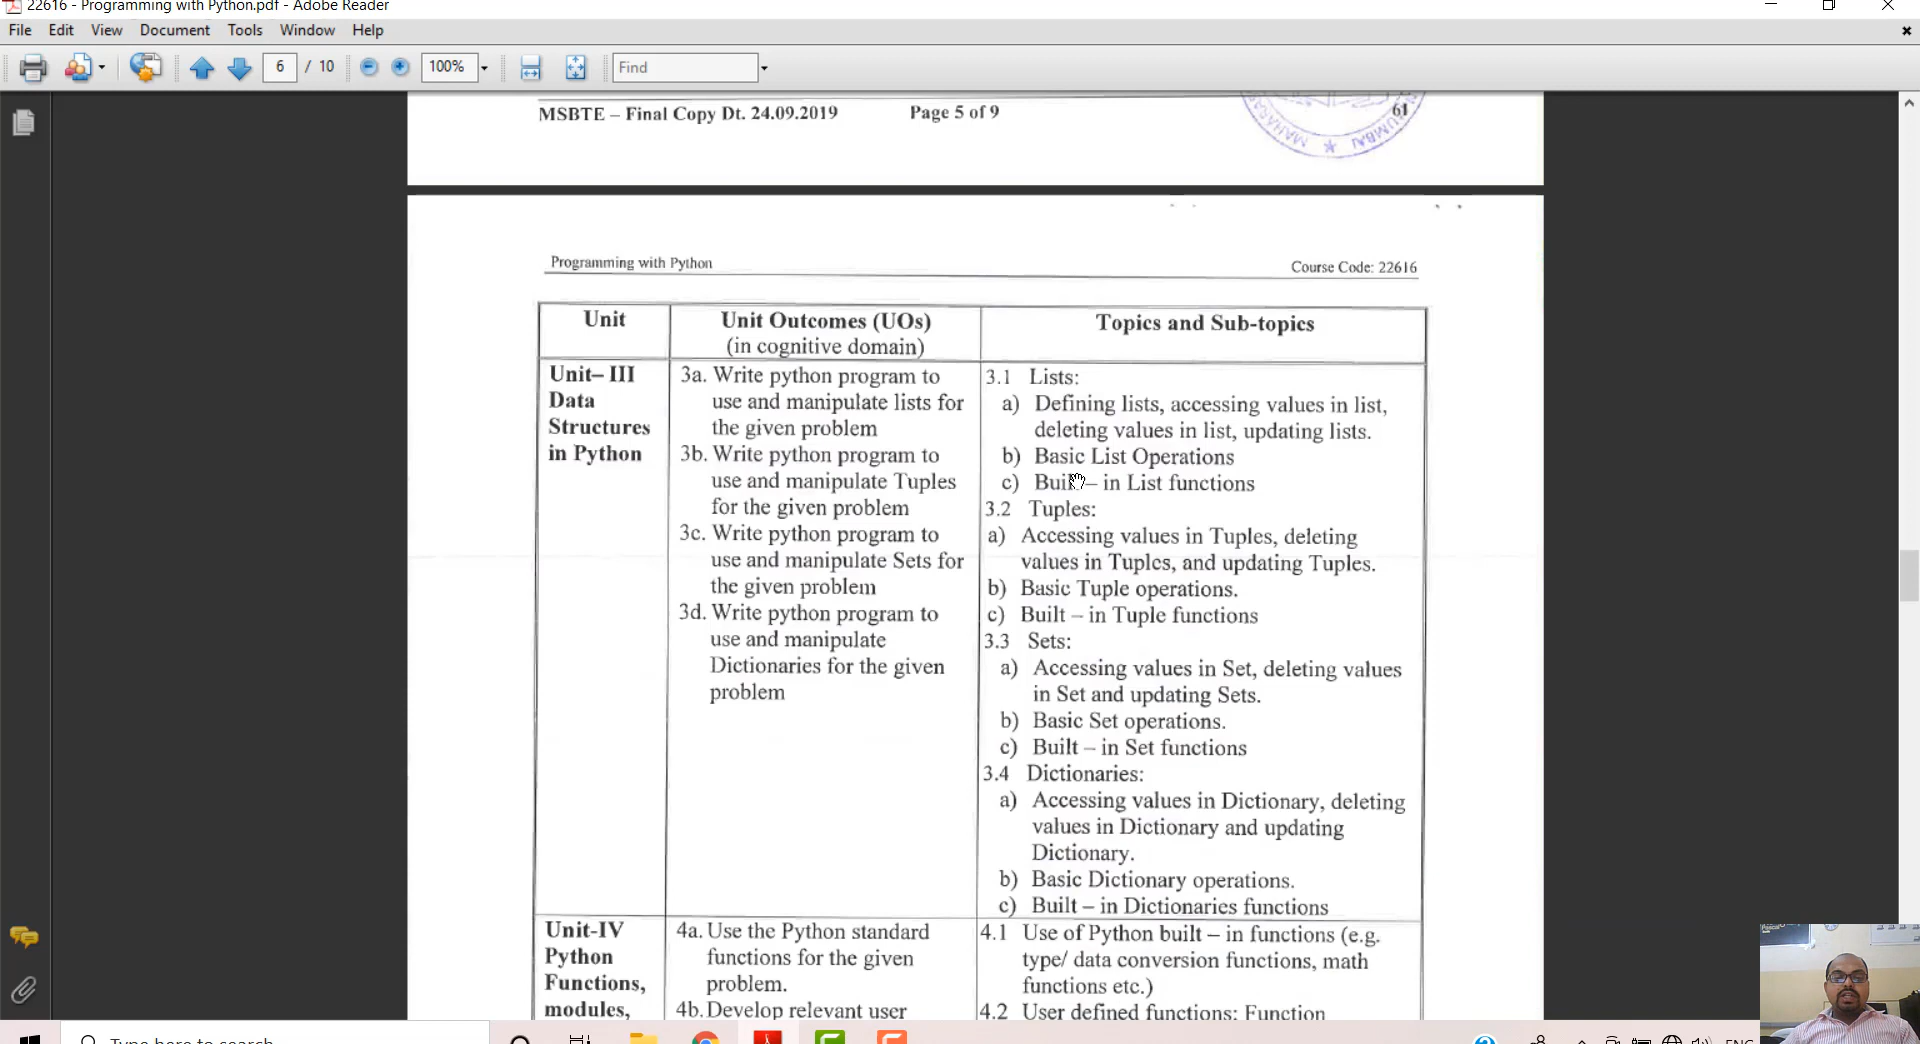 22616 - Programming with Python.pdf - Adobe Reader
File Edit View Document Tools Window Help
6 / 10 100% Find
MSBTE – Final Copy Dt. 24.09.2019 Page 5 of 9
61
Programming with Python Course Code: 22616
Unit
Unit Outcomes (UOs)
(in cognitive domain)
Topics and Sub-topics
Unit– III
Data
Structures
in Python
3a. Write python program to
use and manipulate lists for
the given problem
3b. Write python program to
use and manipulate Tuples
for the given problem
3c. Write python program to
use and manipulate Sets for
the given problem
3d. Write python program to
use and manipulate
Dictionaries for the given
problem
3.1 Lists:
a) Defining lists, accessing values in list,
deleting values in list, updating lists.
b) Basic List Operations
c) Built – in List functions
3.2 Tuples:
a) Accessing values in Tuples, deleting
values in Tuples, and updating Tuples.
b) Basic Tuple operations.
c) Built – in Tuple functions
3.3 Sets:
a) Accessing values in Set, deleting values
in Set and updating Sets.
b) Basic Set operations.
c) Built – in Set functions
3.4 Dictionaries:
a) Accessing values in Dictionary, deleting
values in Dictionary and updating
Dictionary.
b) Basic Dictionary operations.
c) Built – in Dictionaries functions
Unit-IV
Python
Functions,
modules,
4a. Use the Python standard
functions for the given
problem.
4b. Develop relevant user
4.1 Use of Python built – in functions (e.g.
type/ data conversion functions, math
functions etc.)
4.2 User defined functions: Function
Type here to search
ENG